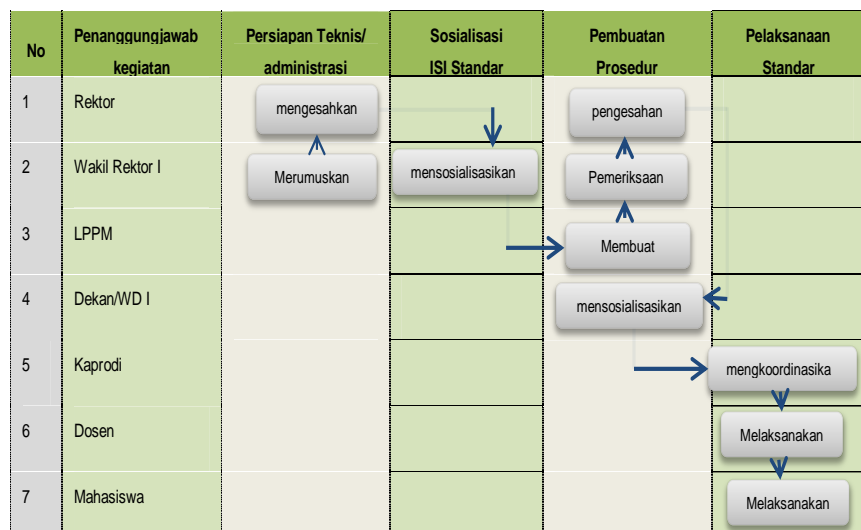 No
Penanggungjawab
kegiatan
Persiapan Teknis/
administrasi
Sosialisasi
ISI Standar
Pembuatan
Prosedur
Pelaksanaan
Standar
1
Rektor
mengesahkan
pengesahan
2
Wakil Rektor I
Merumuskan
mensosialisasikan
Pemeriksaan
3
LPPM
Membuat
4
Dekan/WD I
mensosialisasikan
5
Kaprodi
mengkoordinasika
6
Dosen
Melaksanakan
7
Mahasiswa
Melaksanakan